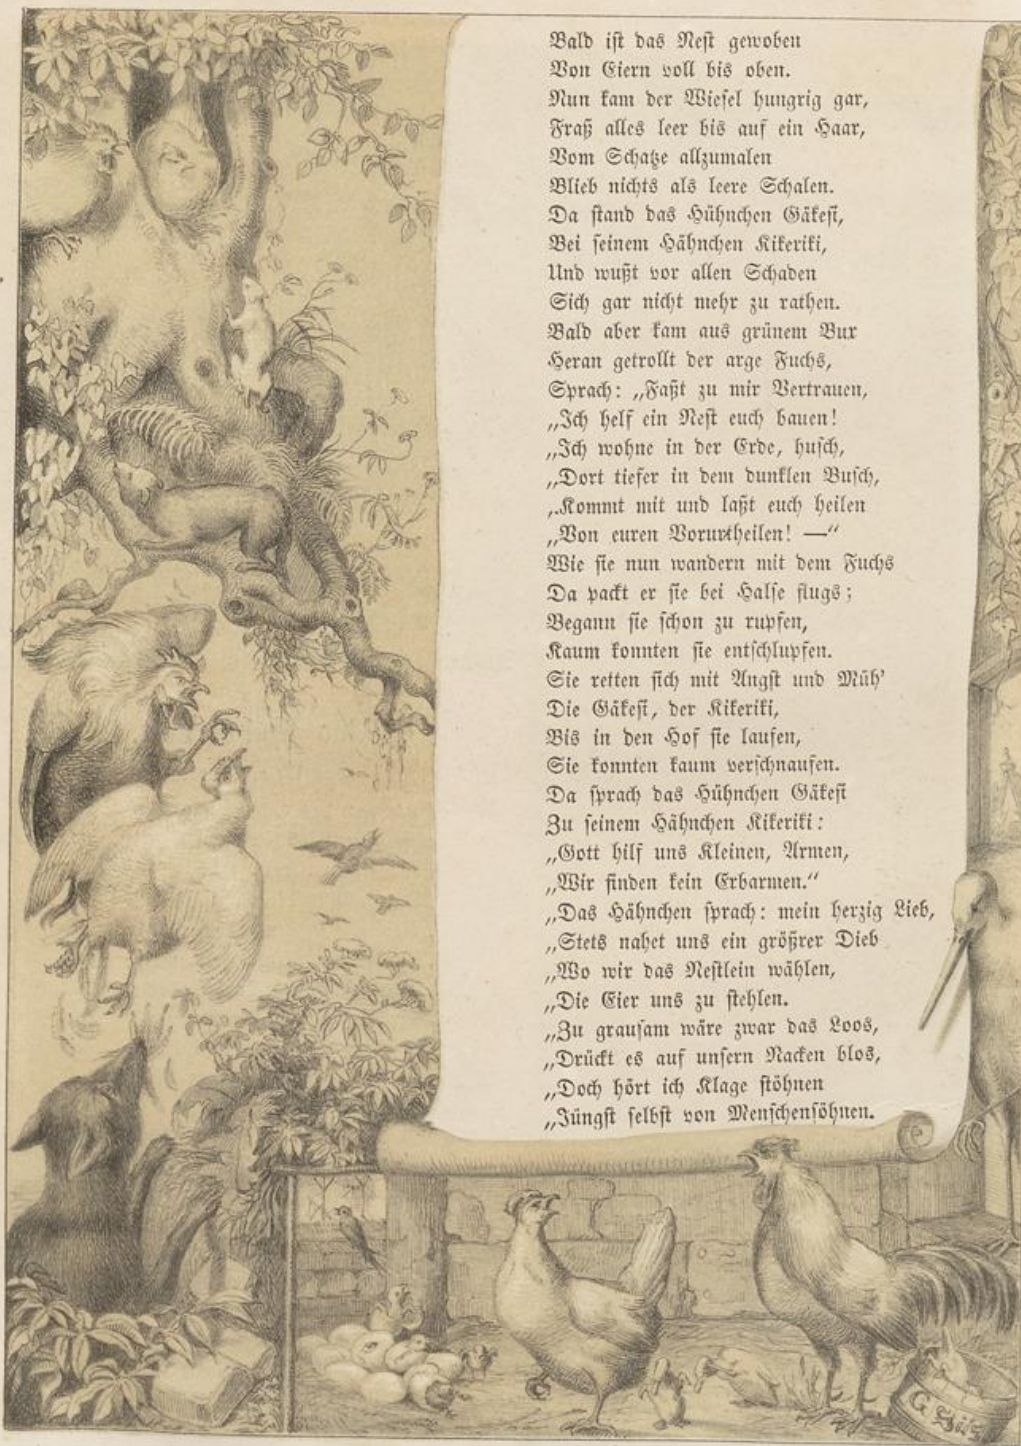 Bald ist das Nest gewoben
Von Eiern voll bis oben.
Nun kam der Wiesel hungrig gar,
Fraß alles leer bis auf ein Haar,
Vom Schatze allzumalen
Blieb nichts als leere Schalen.
Da stand das Hühnchen Gäkesi,
Bei seinem Hähnchen Kikeriki,
Und wußt vor allen Schaden
Sich gar nicht mehr zu rathen.
Bald aber kam aus grünem Bux
Heran getrollt der arge Fuchs,
Sprach: „Faßt zu mir Vertrauen,
„Ich helf ein Nest euch bauen!
„Ich wohne in der Erde, husch,
„Dort tiefer in dem dunklen Busch,
„Kommt mit und laßt euch heilen
„Von euren Vorurtheilen! —“
Wie sie nun wandern mit dem Fuchs
Da packt er sie bei Halse flugs;
Begann sie schon zu rupfen,
Kaum konnten sie entschlupfen.
Sie retten sich mit Angst und Müh'
Die Gäkesi, der Kikeriki,
Bis in den Hof sie laufen,
Sie konnten kaum verschnaufen.
Da sprach das Hühnchen Gäkesi
Zu seinem Hähnchen Kikeriki:
„Gott hilf uns Kleinen, Armen,
„Wir finden kein Erbarmen.“
„Das Hähnchen sprach: mein herzig Lieb,
„Stets nahet uns ein größrer Dieb
„Wo wir das Nestlein wählen,
„Die Eier uns zu stehlen.
„Zu grausam wäre zwar das Loos,
„Drückt es auf unsern Nacken blos,
„Doch hört ich Klage stöhnen
„Jüngst selbst von Menschensöhnen.